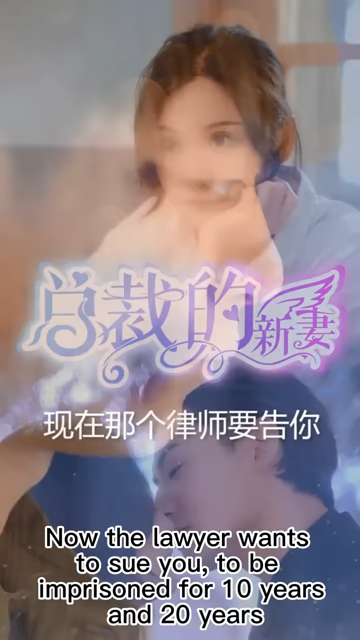 总裁的新妻
现在那个律师要告你
Now the lawyer wants
to sue you, to be
imprisoned for 10 years
and 20 years